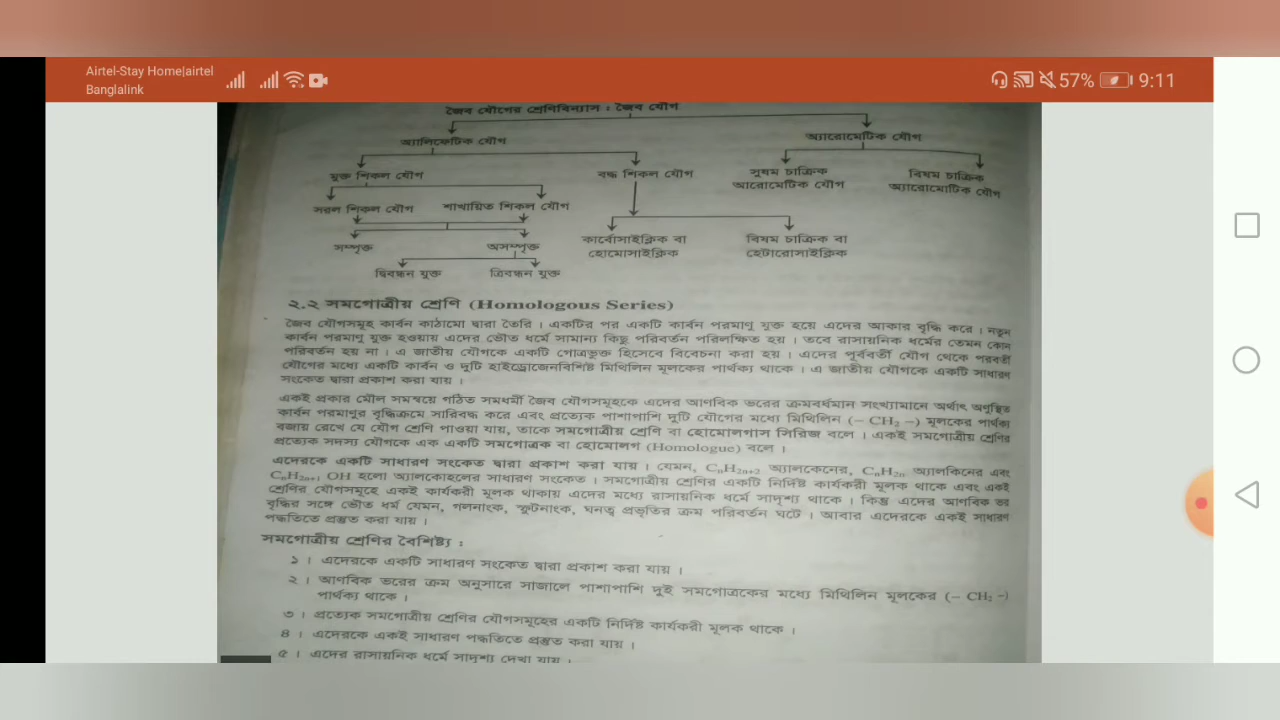 Airtel-Stay Home|airtel
Banglalink
57% 9:11
জৈব যৌগের শ্রেণিবিন্যাস : জৈব যৌগ
অ্যালিফেটিক যৌগ
অ্যারোমেটিক যৌগ
মুক্ত শিকল যৌগ
বদ্ধ শিকল যৌগ
সুষম চাক্রিক
আরোমেটিক যৌগ
বিষম চাক্রিক
অ্যারোমেটিক যৌগ
সরল শিকল যৌগ
শাখায়িত শিকল যৌগ
সম্পৃক্ত
অসম্পৃক্ত
কার্বোসাইক্লিক বা
হোমোসাইক্লিক
বিষম চাক্রিক বা
হেটারোসাইক্লিক
দ্বিবন্ধন যুক্ত
ত্রিবন্ধন যুক্ত
২.২ সমগোত্রীয় শ্রেণি (Homologous Series)
জৈব যৌগসমূহ কার্বন কাঠামো দ্বারা তৈরি । একটির পর একটি কার্বন পরমাণু যুক্ত হয়ে এদের আকার বৃদ্ধি করে । নতুন
কার্বন পরমাণু যুক্ত হওয়ায় এদের ভৌত ধর্মে সামান্য কিছু পরিবর্তন পরিলক্ষিত হয় । তবে রাসায়নিক ধর্মের তেমন কোন
পরিবর্তন হয় না । এ জাতীয় যৌগকে একটি গোত্রভুক্ত হিসেবে বিবেচনা করা হয় । এদের পূর্ববর্তী যৌগ থেকে পরবর্তী
যৌগের মধ্যে একটি কার্বন ও দুটি হাইড্রোজেনবিশিষ্ট মিথিলিন মূলকের পার্থক্য থাকে । এ জাতীয় যৌগকে একটি সাধারণ
সংকেত দ্বারা প্রকাশ করা যায় ।
একই প্রকার মৌল সমন্বয়ে গঠিত সমধর্মী জৈব যৌগসমূহকে এদের আণবিক ভরের ক্রমবর্ধমান সংখ্যামানে অর্থাৎ অণুস্থিত
কার্বন পরমাণুর বৃদ্ধিক্রমে সারিবদ্ধ করে এবং প্রত্যেক পাশাপাশি দুটি যৌগের মধ্যে মিথিলিন (– CH₂ –) মূলকের পার্থক্য
বজায় রেখে যে যৌগ শ্রেণি পাওয়া যায়, তাকে সমগোত্রীয় শ্রেণি বা হোমোলগাস সিরিজ বলে । একই সমগোত্রীয় শ্রেণির
প্রত্যেক সদস্য যৌগকে এক একটি সমগোত্রক বা হোমোলগ (Homologue) বলে ।
এদেরকে একটি সাধারণ সংকেত দ্বারা প্রকাশ করা যায় । যেমন, CₙH₂ₙ₊₂ অ্যালকেনের, CₙH₂ₙ অ্যালকিনের এবং
CₙH₂ₙ₊₁ OH হলো অ্যালকোহলের সাধারণ সংকেত । সমগোত্রীয় শ্রেণির একটি নির্দিষ্ট কার্যকরী মূলক থাকে এবং একই
শ্রেণির যৌগসমূহে একই কার্যকরী মূলক থাকায় এদের মধ্যে রাসায়নিক ধর্মে সাদৃশ্য থাকে । কিন্তু এদের আণবিক ভর
বৃদ্ধির সঙ্গে ভৌত ধর্ম যেমন, গলনাংক, স্ফুটনাংক, ঘনত্ব প্রভৃতির ক্রম পরিবর্তন ঘটে । আবার এদেরকে একই সাধারণ
পদ্ধতিতে প্রস্তুত করা যায় ।
সমগোত্রীয় শ্রেণির বৈশিষ্ট্য :
১ । এদেরকে একটি সাধারণ সংকেত দ্বারা প্রকাশ করা যায় ।
২ । আণবিক ভরের ক্রম অনুসারে সাজালে পাশাপাশি দুই সমগোত্রকের মধ্যে মিথিলিন মূলকের (– CH₂ –)
পার্থক্য থাকে ।
৩ । প্রত্যেক সমগোত্রীয় শ্রেণির যৌগসমূহের একটি নির্দিষ্ট কার্যকরী মূলক থাকে ।
৪ । এদেরকে একই সাধারণ পদ্ধতিতে প্রস্তুত করা যায় ।
৫ । এদের রাসায়নিক ধর্মে সাদৃশ্য দেখা যায় ।